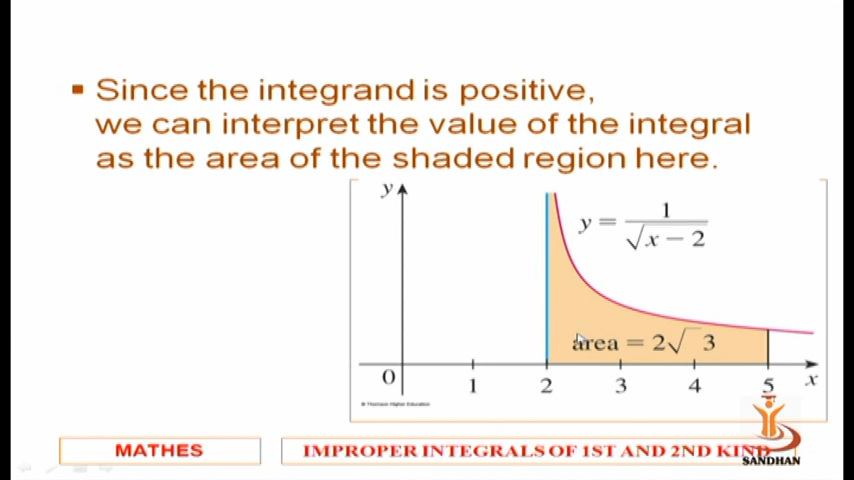 Since the integrand is positive,
we can interpret the value of the integral
as the area of the shaded region here.
y
y = 1/√x − 2
area = 2√ 3
0 1 2 3 4 5 x
© Thomson Higher Education
MATHES
IMPROPER INTEGRALS OF 1ST AND 2ND KIND
SANDHAN